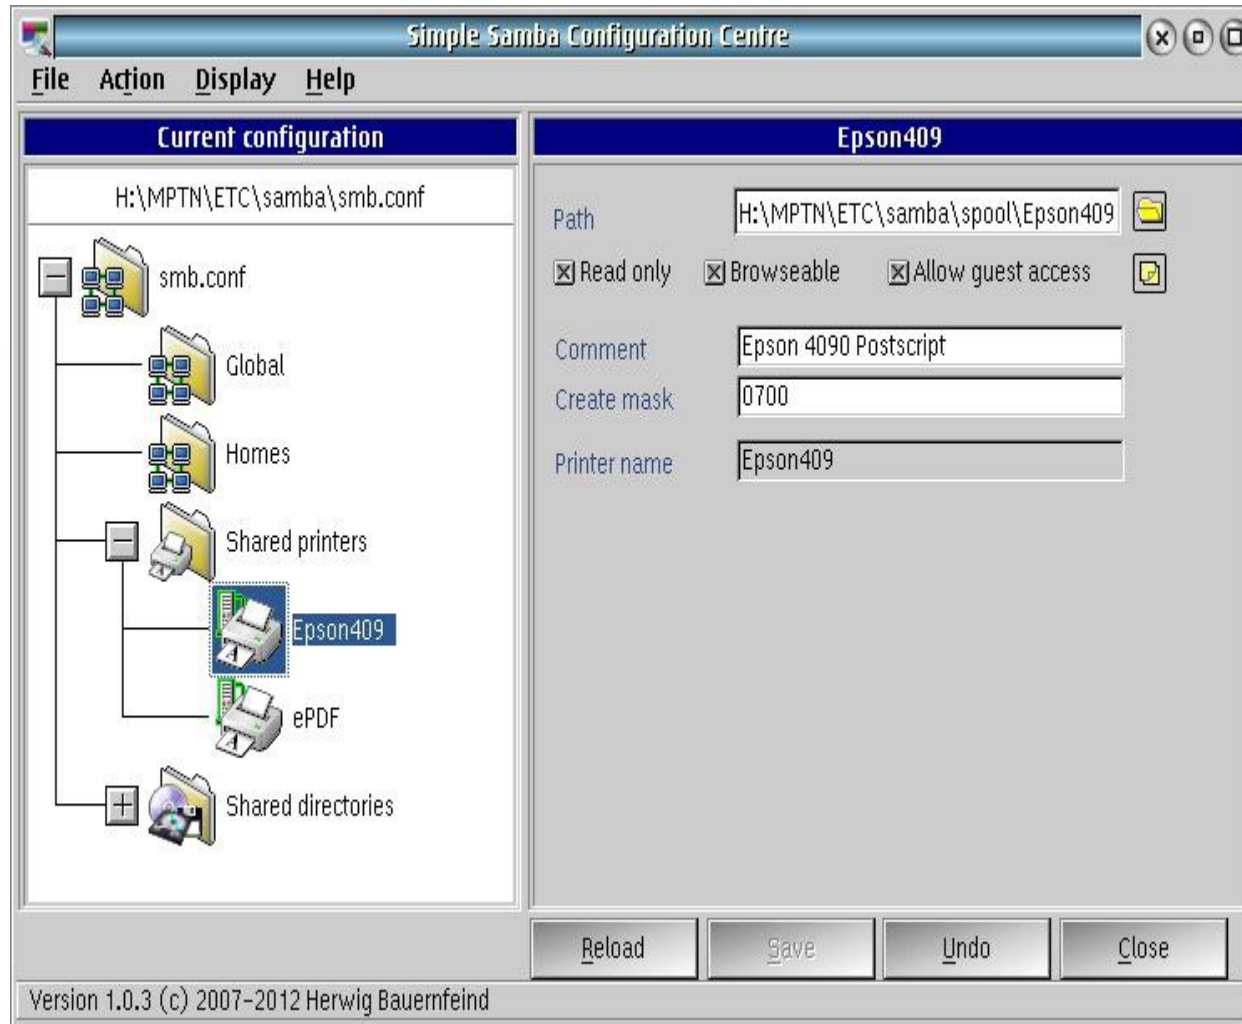 Simple Samba Configuration Centre
File Action Display Help
Current configuration
H:\MPTN\ETC\samba\smb.conf
smb.conf
Global
Homes
Shared printers
Epson409
ePDF
Shared directories
Epson409
Path H:\MPTN\ETC\samba\spool\Epson409
Read only Browseable Allow guest access
Comment Epson 4090 Postscript
Create mask 0700
Printer name Epson409
Reload Save Undo Close
Version 1.0.3 (c) 2007-2012 Herwig Bauernfeind